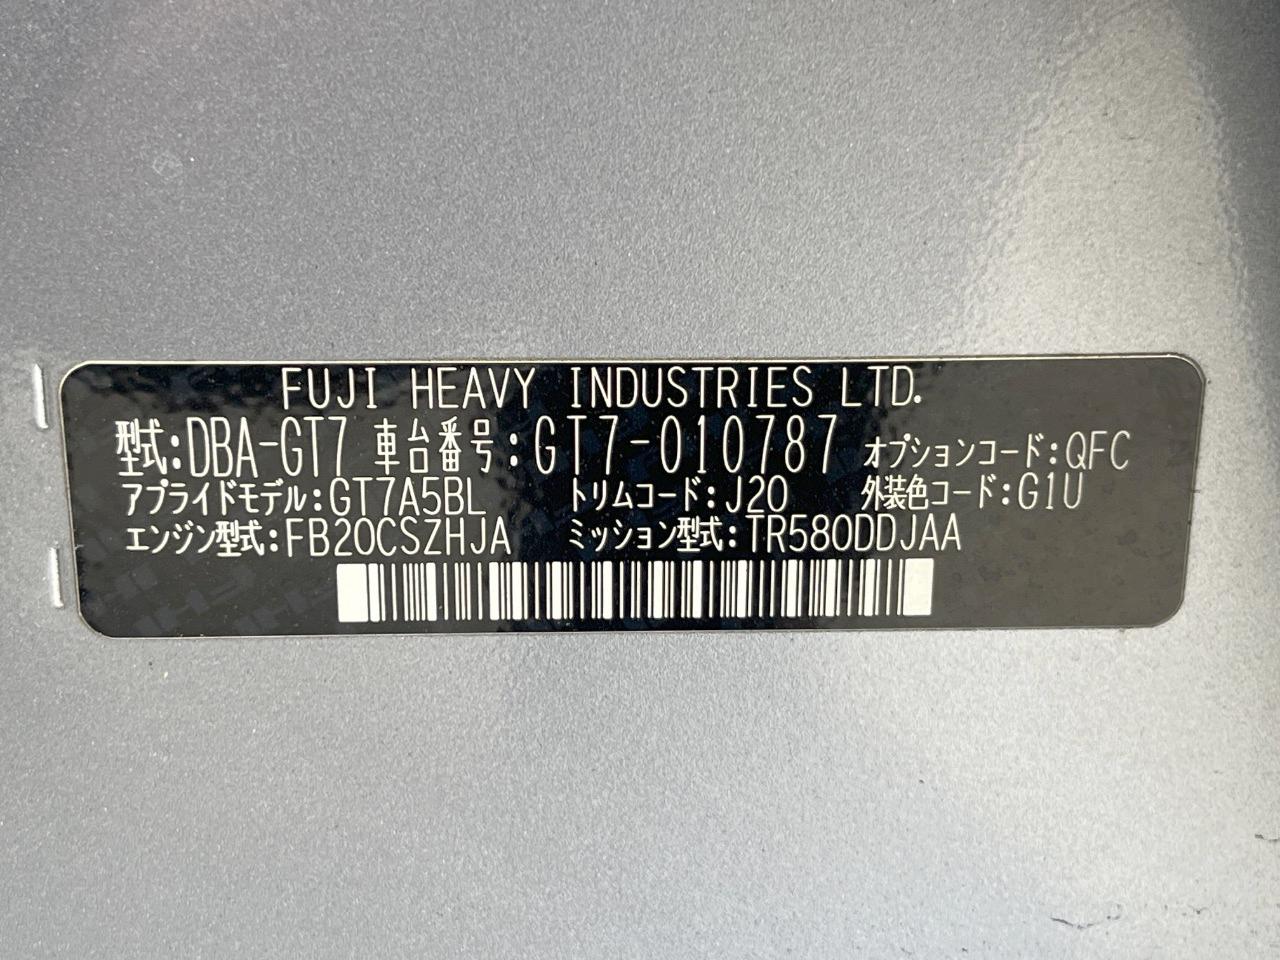 FUJI HEAVY INDUSTRIES LTD.
型式:DBA-GT7 車台番号:GT7-010787 オプションコード:QFC
アプライドモデル:GT7A5BL トリムコード:J20 外装色コード:G1U
エンジン型式:FB20CSZHJA ミッション型式:TR580DDJAA